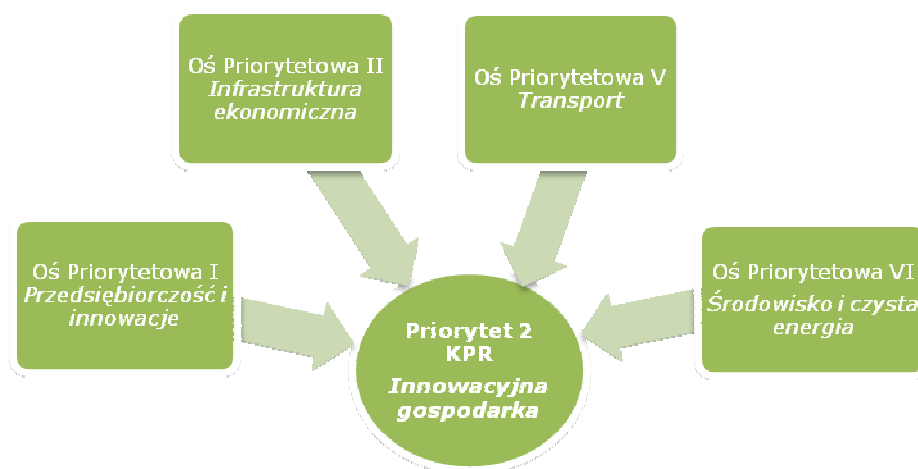 Oś Priorytetowa II
Infrastruktura
ekonomiczna
Oś Priorytetowa V
Transport
Oś Priorytetowa I
Przedsiębiorczość i
innowacje
Oś Priorytetowa VI
Środowisko i czysta
energia
Priorytet 2
KPR
Innowacyjna
gospodarka